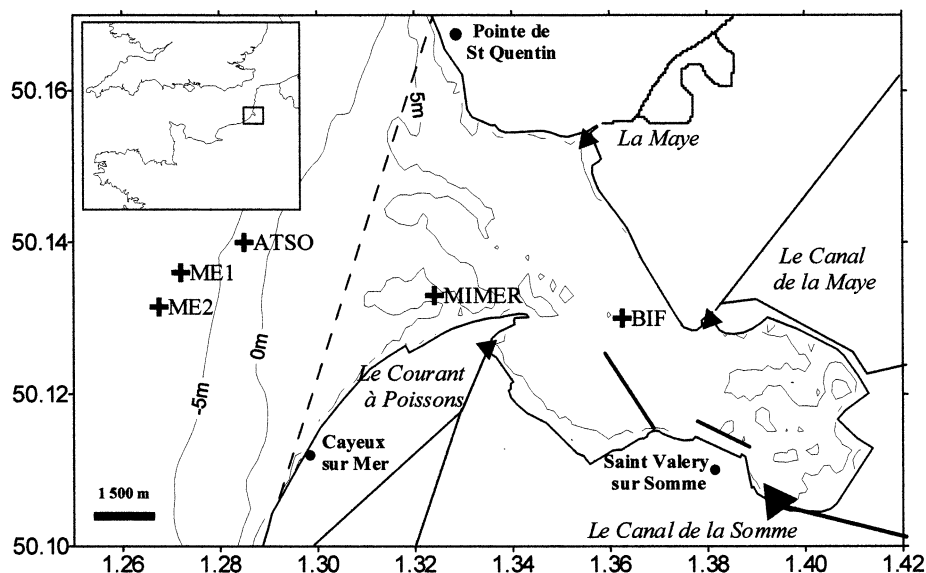 Pointe de
St Quentin
50.16
5m
La Maye
50.14
ATSO
Le Canal
de la Maye
ME1
ME2
MIMER
BIF
0m
-5m
50.12
Le Courant
à Poissons
Cayeux
sur Mer
Saint Valery
sur Somme
1 500 m
Le Canal de la Somme
50.10
1.26 1.28 1.30 1.32 1.34 1.36 1.38 1.40 1.42